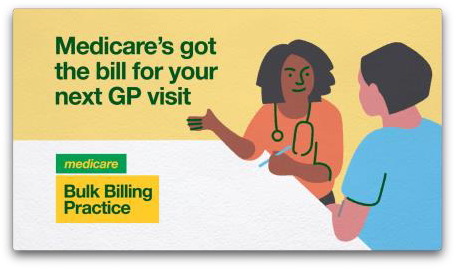 Medicare's got
the bill for your
next GP visit
medicare
Bulk Billing
Practice